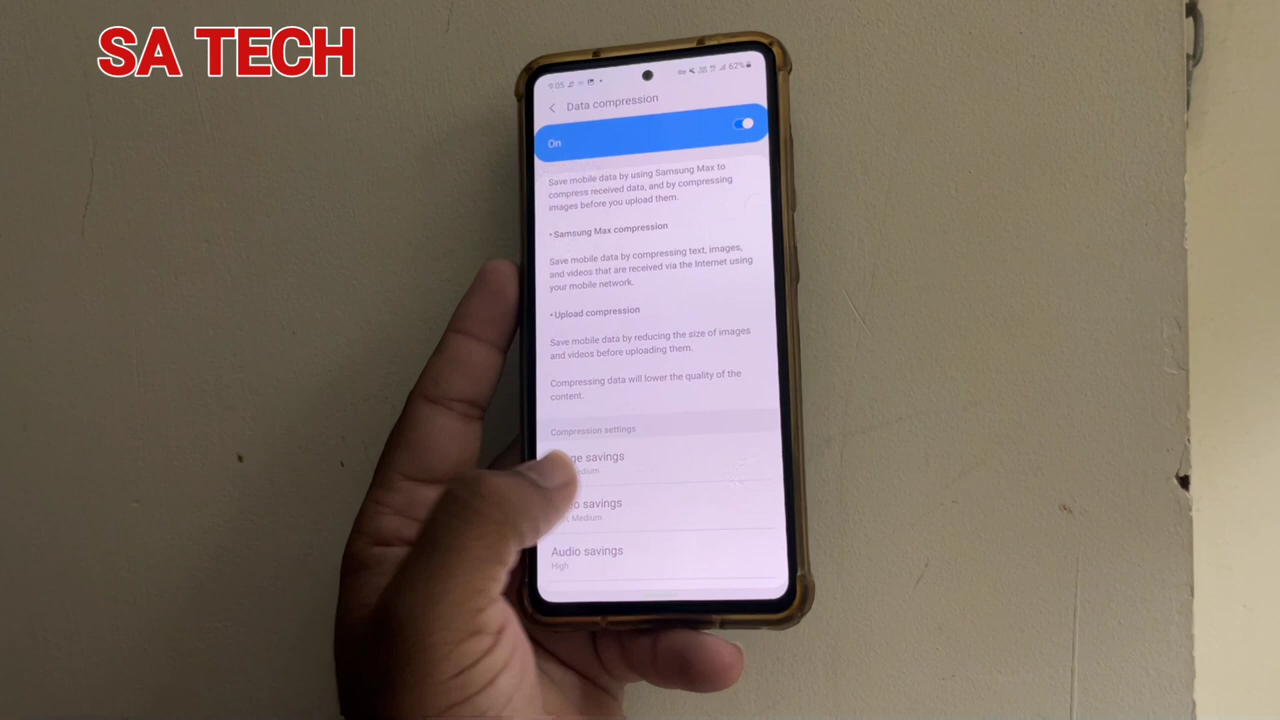 SA TECH
9:05
62%
Data compression
On
Save mobile data by using Samsung Max to
compress received data, and by compressing
images before you upload them.
• Samsung Max compression
Save mobile data by compressing text, images,
and videos that are received via the Internet using
your mobile network.
• Upload compression
Save mobile data by reducing the size of images
and videos before uploading them.
Compressing data will lower the quality of the
content.
Compression settings
savings
savings
Medium
Audio savings
High